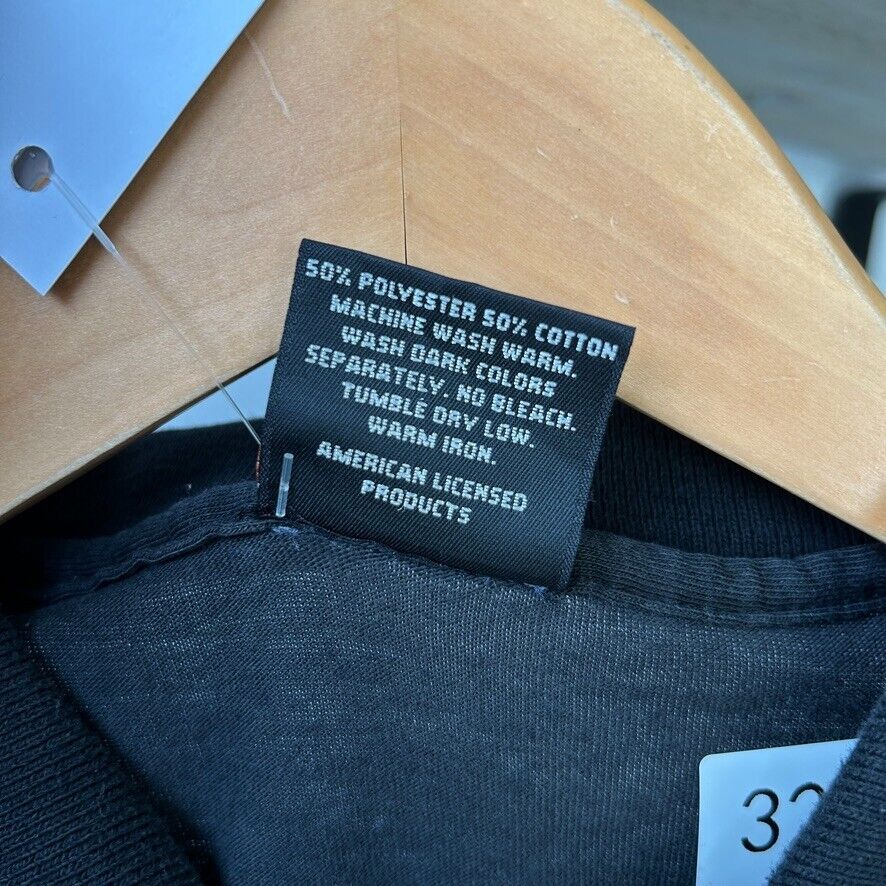 50% POLYESTER 50% COTTON
MACHINE WASH WARM.
WASH DARK COLORS
SEPARATELY. NO BLEACH.
TUMBLE DRY LOW.
WARM IRON.
AMERICAN LICENSED
PRODUCTS